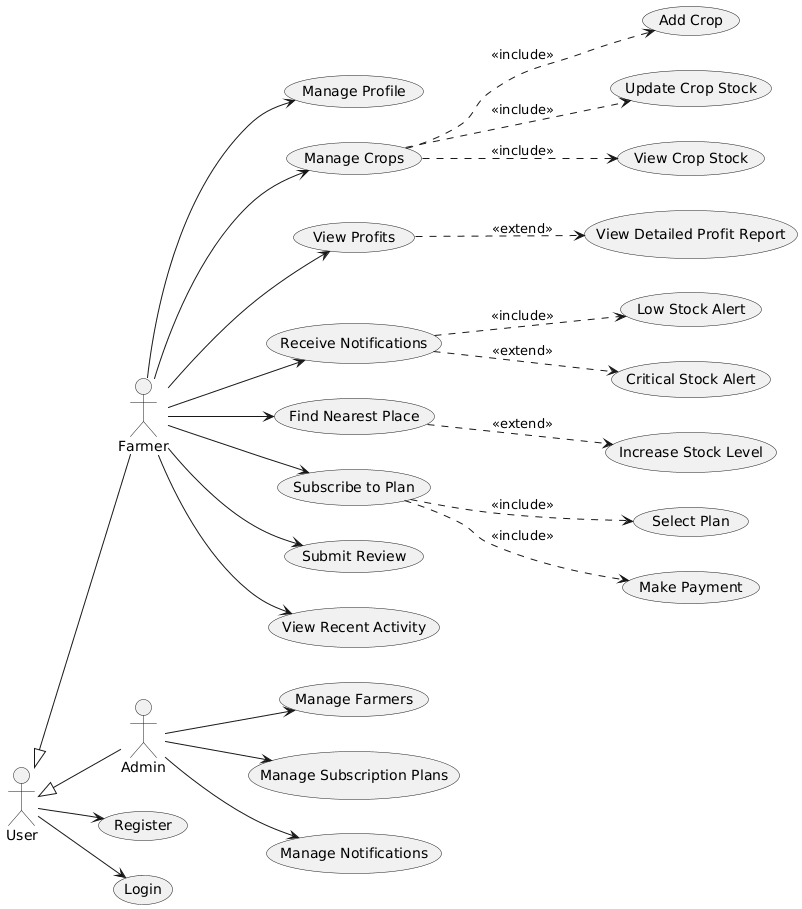 Add Crop
«include»
Manage Profile
Update Crop Stock
«include»
Manage Crops
«include»
View Crop Stock
View Profits
«extend»
View Detailed Profit Report
Low Stock Alert
«include»
Receive Notifications
«extend»
Critical Stock Alert
Find Nearest Place
«extend»
Farmer
Increase Stock Level
Subscribe to Plan
«include»
Select Plan
«include»
Submit Review
Make Payment
View Recent Activity
Manage Farmers
Admin
Manage Subscription Plans
User
Register
Manage Notifications
Login